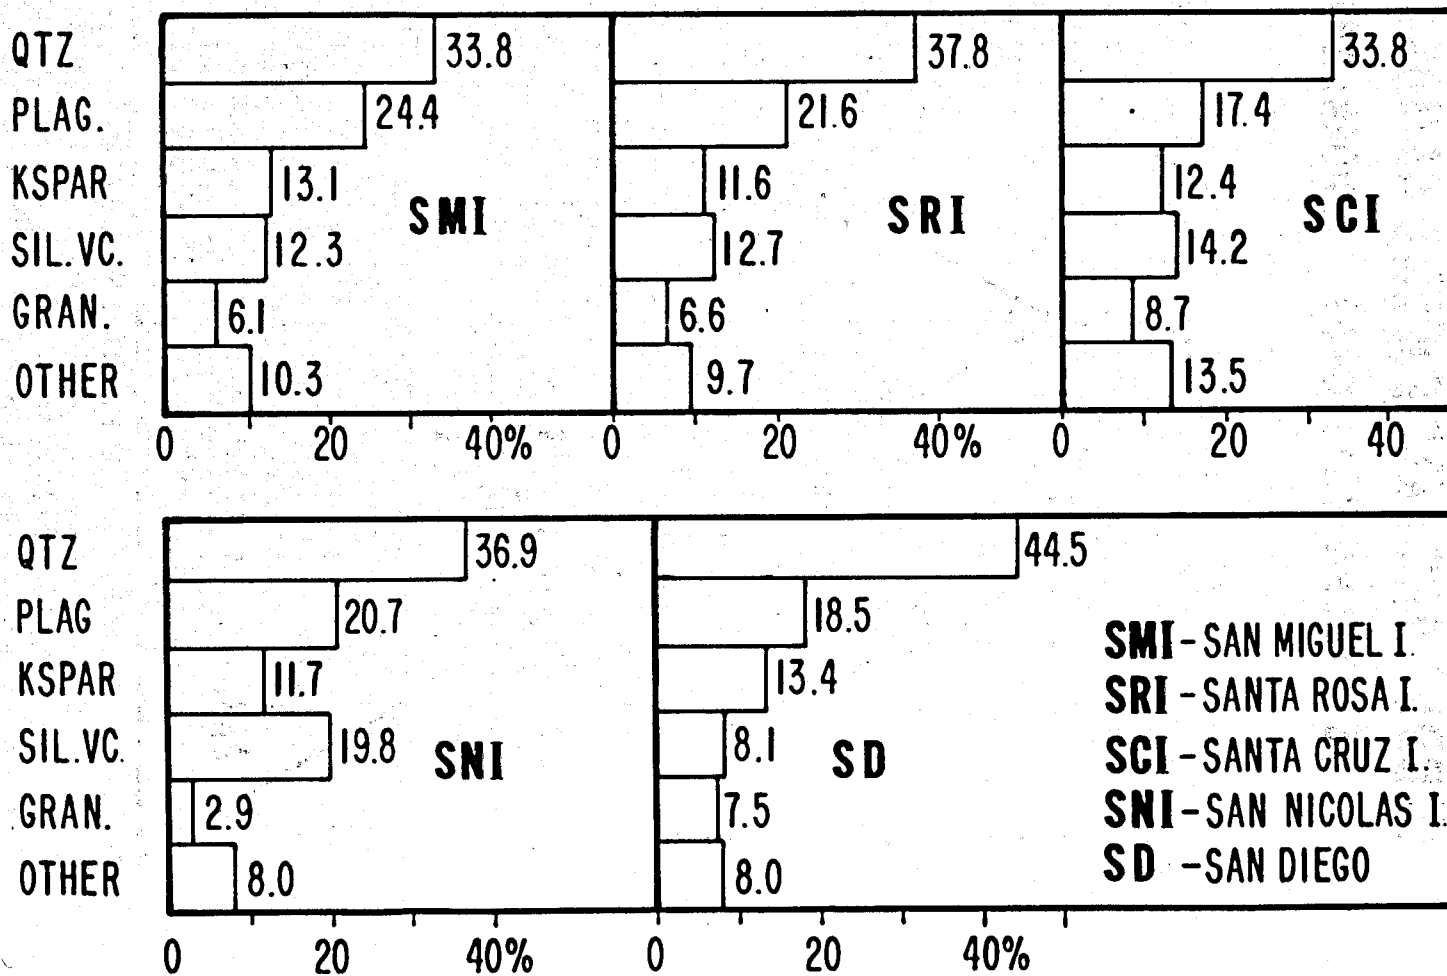 QTZ 33.8 37.8 33.8
PLAG. 24.4 21.6 17.4
KSPAR 13.1 11.6 12.4
SMI SRI SCI
SIL.VC. 12.3 12.7 14.2
GRAN. 6.1 6.6 8.7
OTHER 10.3 9.7 13.5
0 20 40% 0 20 40% 0 20 40
QTZ 36.9 44.5
PLAG 20.7 18.5
KSPAR 11.7 13.4
SIL.VC. 19.8 SNI 8.1 SD
GRAN. 2.9 7.5
OTHER 8.0 8.0
0 20 40% 0 20 40%
SMI-SAN MIGUEL I.
SRI -SANTA ROSA I.
SCI -SANTA CRUZ I.
SNI-SAN NICOLAS I.
SD -SAN DIEGO